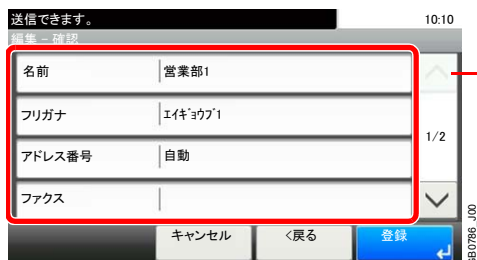 送信できます。 10:10
編集 - 確認
名前 営業部1
フリガナ ｴｲｷﾞｮｳﾌﾞ1
アドレス番号 自動
1/2
ファクス
キャンセル <戻る 登録
GB0786_J00